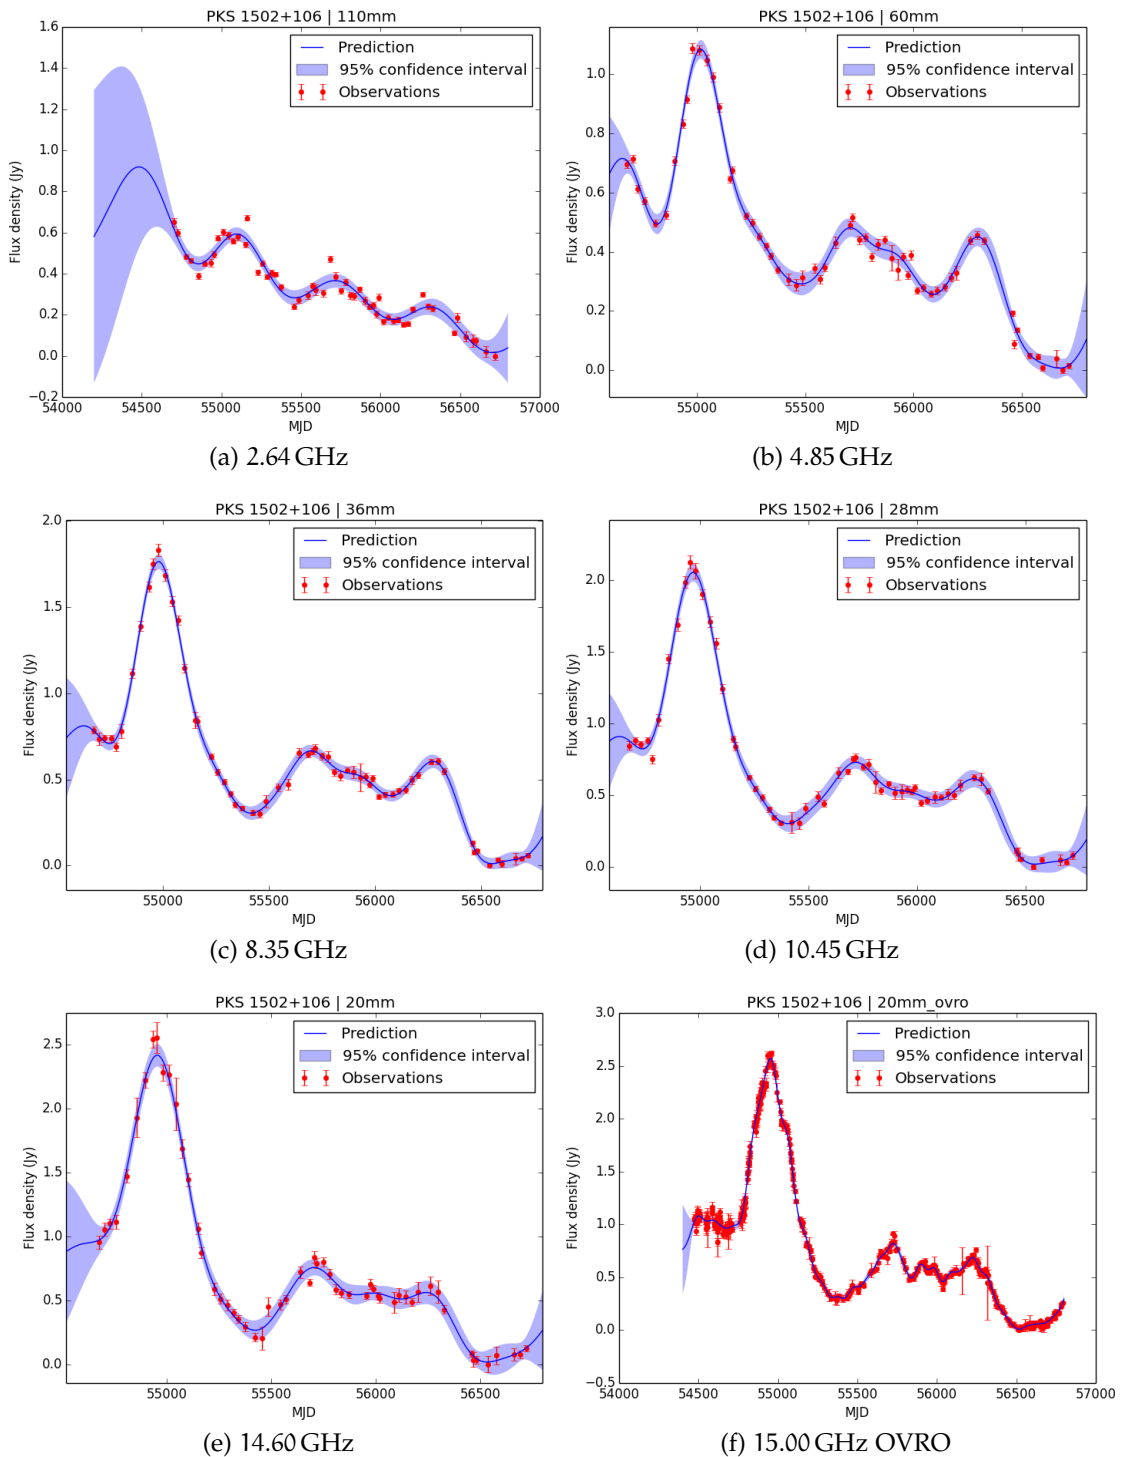 PKS 1502+106 | 110mm
Prediction
95% confidence interval
Observations
1.6
1.4
1.2
1.0
0.8
0.6
0.4
0.2
0.0
−0.2
Flux density (Jy)
54000 54500 55000 55500 56000 56500 57000
MJD
(a) 2.64 GHz
PKS 1502+106 | 60mm
Prediction
95% confidence interval
Observations
1.0
0.8
0.6
0.4
0.2
0.0
Flux density (Jy)
55000 55500 56000 56500
MJD
(b) 4.85 GHz
PKS 1502+106 | 36mm
Prediction
95% confidence interval
Observations
2.0
1.5
1.0
0.5
0.0
Flux density (Jy)
55000 55500 56000 56500
MJD
(c) 8.35 GHz
PKS 1502+106 | 28mm
Prediction
95% confidence interval
Observations
2.0
1.5
1.0
0.5
0.0
Flux density (Jy)
55000 55500 56000 56500
MJD
(d) 10.45 GHz
PKS 1502+106 | 20mm
Prediction
95% confidence interval
Observations
2.5
2.0
1.5
1.0
0.5
0.0
Flux density (Jy)
55000 55500 56000 56500
MJD
(e) 14.60 GHz
PKS 1502+106 | 20mm_ovro
Prediction
95% confidence interval
Observations
3.0
2.5
2.0
1.5
1.0
0.5
0.0
−0.5
Flux density (Jy)
54000 54500 55000 55500 56000 56500 57000
MJD
(f) 15.00 GHz OVRO